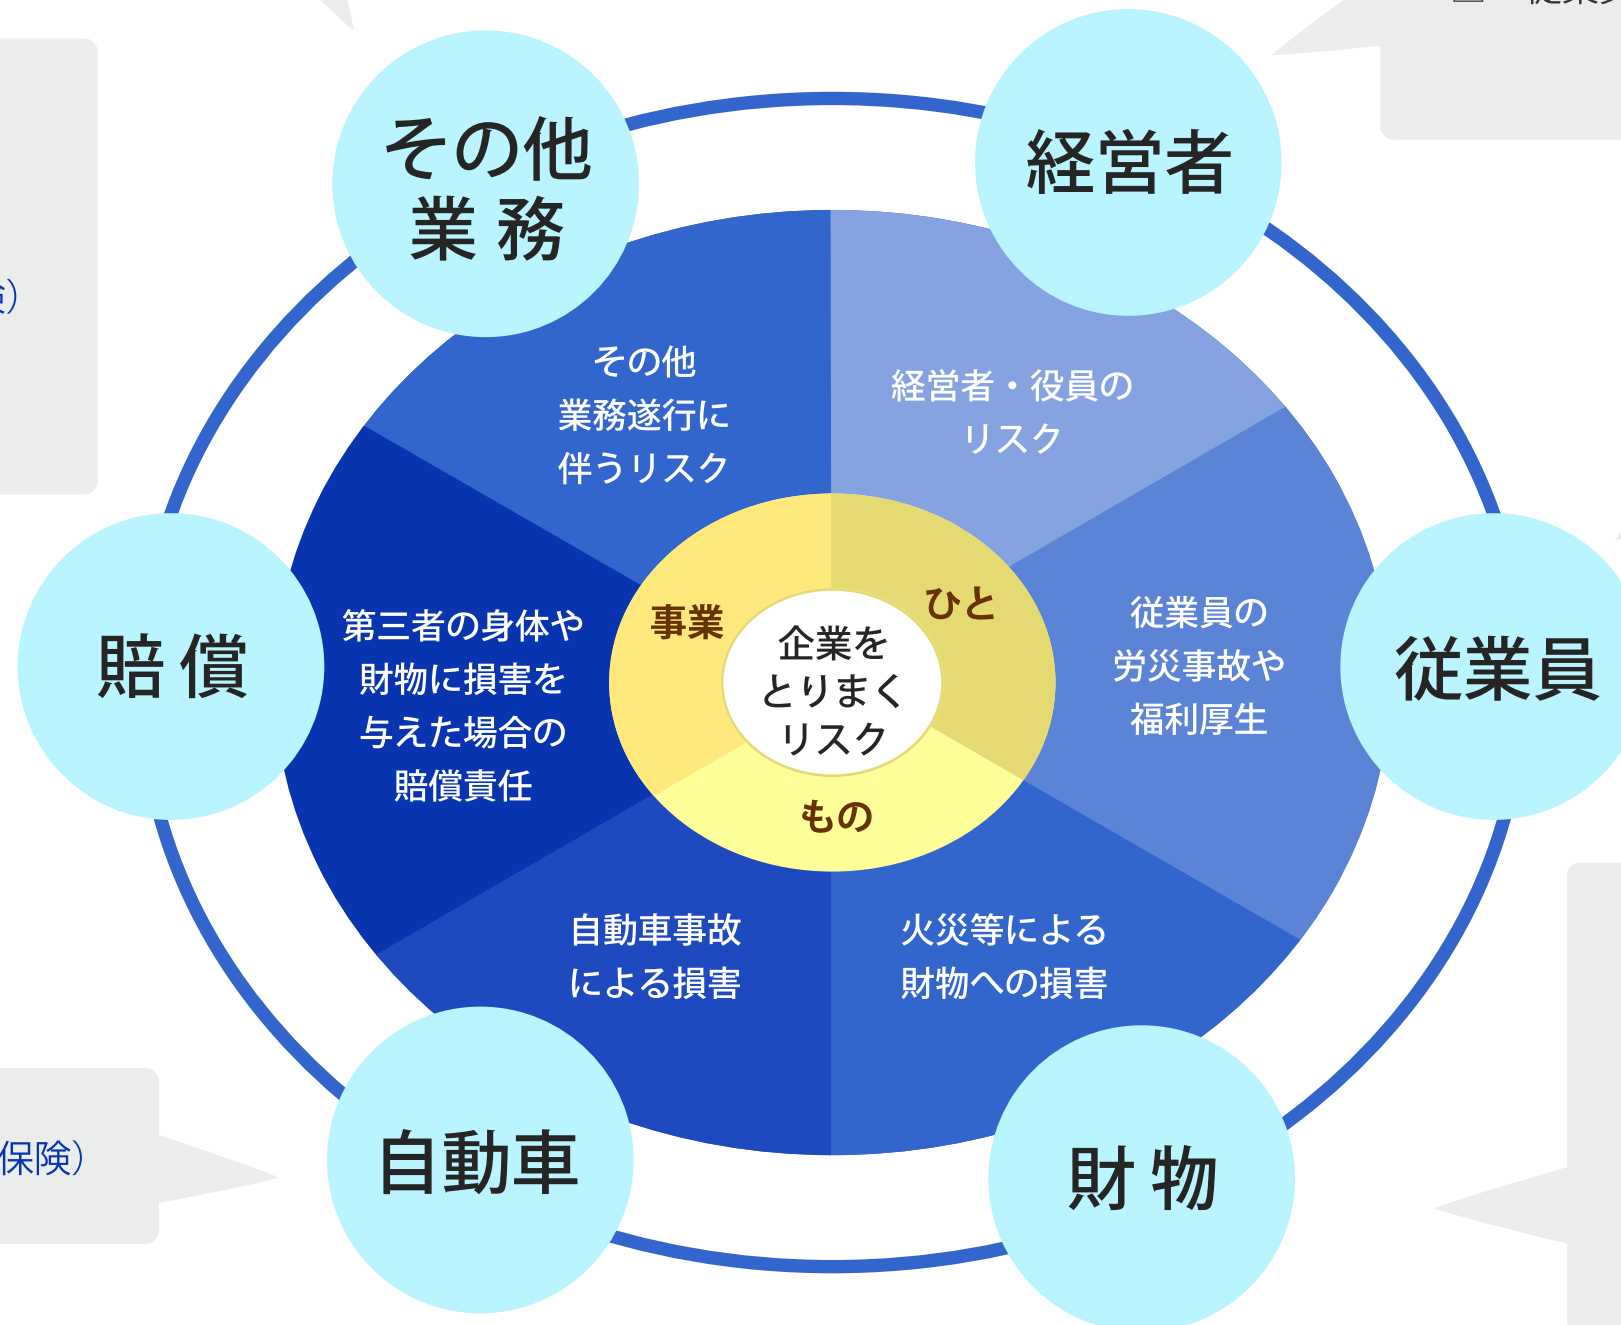 その他
業務
経営者
従業員
財物
自動車
賠償
その他
業務遂行に
伴うリスク
経営者・役員の
リスク
従業員の
労災事故や
福利厚生
火災等による
財物への損害
自動車事故
による損害
第三者の身体や
財物に損害を
与えた場合の
賠償責任
事業
ひと
もの
企業を
とりまく
リスク
保険）